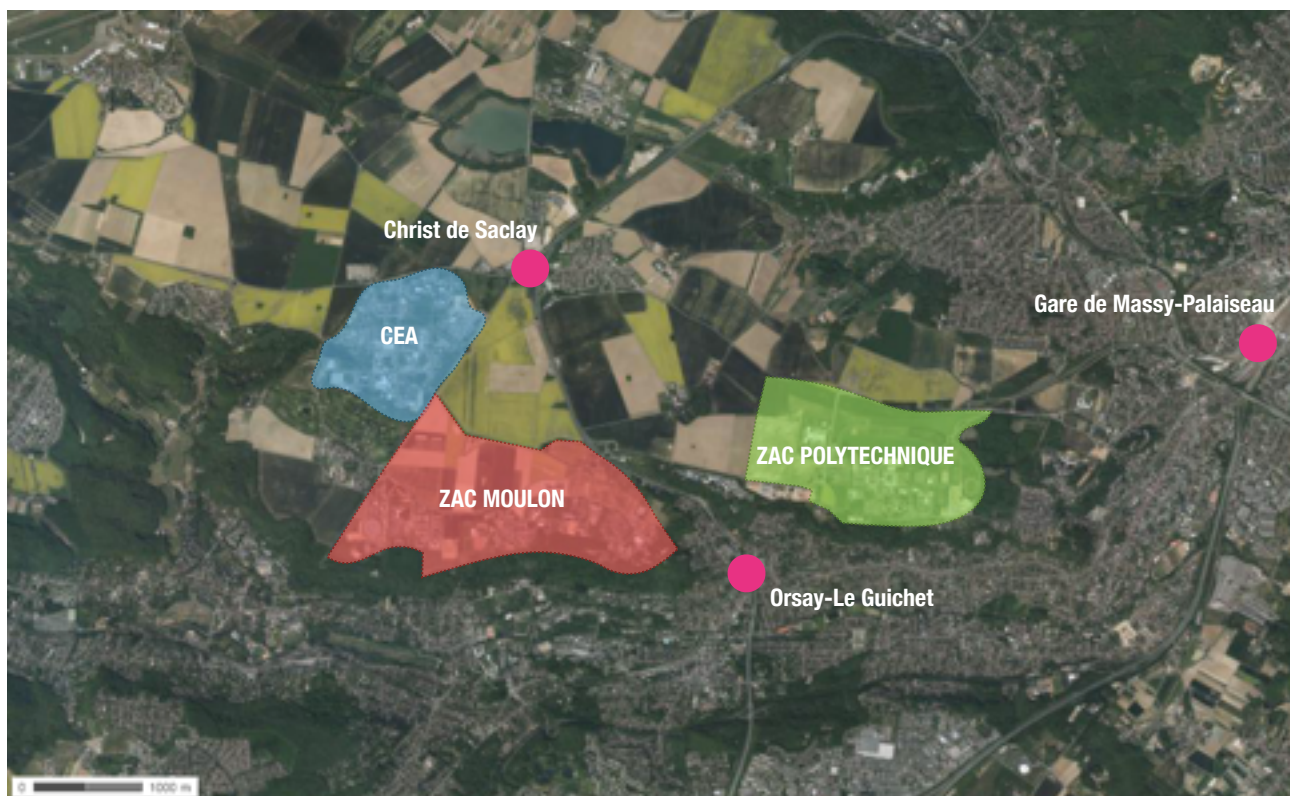 Christ de Saclay
Gare de Massy-Palaiseau
CEA
ZAC POLYTECHNIQUE
ZAC MOULON
Orsay-Le Guichet
0 1000 m